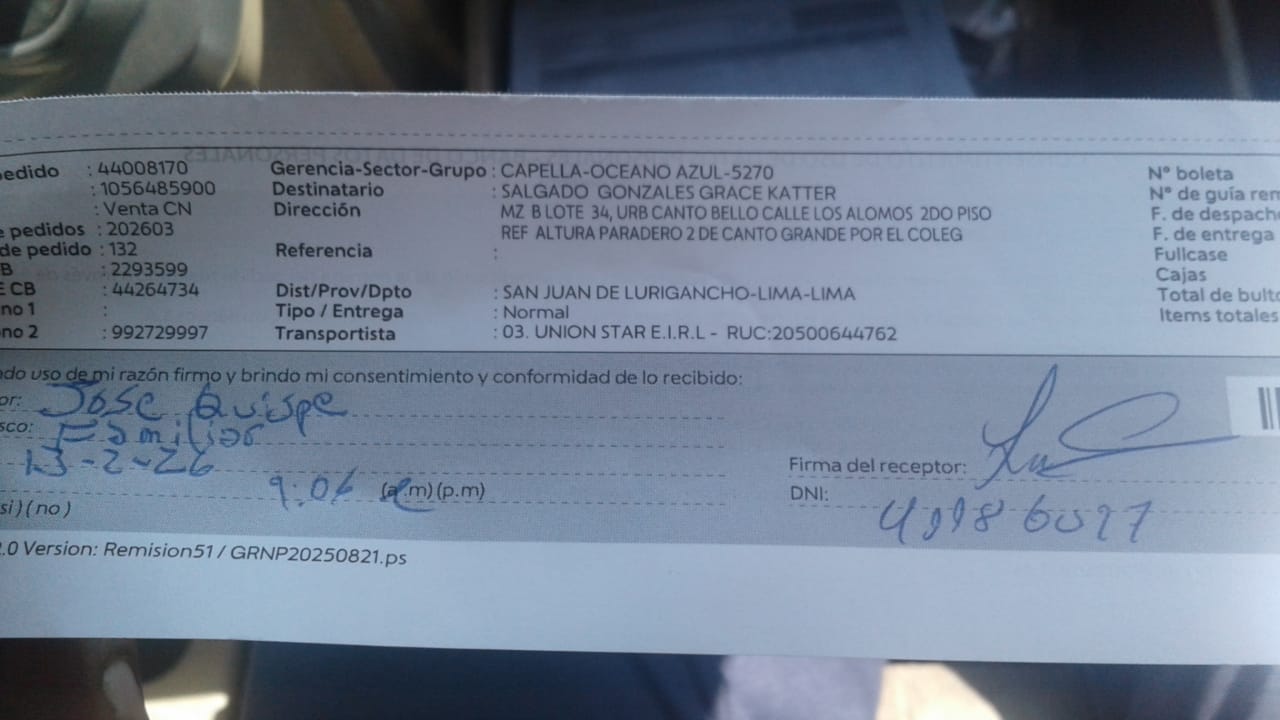 edido : 44008170 Gerencia-Sector-Grupo : CAPELLA-OCEANO AZUL-5270 N° boleta
: 1056485900 Destinatario : SALGADO GONZALES GRACE KATTER N° de guía rem
: Venta CN Dirección MZ B LOTE 34, URB CANTO BELLO CALLE LOS ALOMOS 2DO PISO F. de despach
e pedidos : 202603 REF ALTURA PARADERO 2 DE CANTO GRANDE POR EL COLEG F. de entrega
de pedido : 132 Referencia : Fullcase
B : 2293599 Cajas
E CB : 44264734 Dist/Prov/Dpto : SAN JUAN DE LURIGANCHO-LIMA-LIMA Total de bult
no 1 : Tipo / Entrega : Normal Items totales
no 2 : 992729997 Transportista : 03. UNION STAR E.I.R.L - RUC:20500644762
ndo uso de mi razón firmo y brindo mi consentimiento y conformidad de lo recibido:
or: Jose Quispe
sco: Familiar
13-2-26
Firma del receptor:
9:06 (a.m)(p.m)
DNI:
si)(no)
.0 Version: Remision51 / GRNP20250821.ps